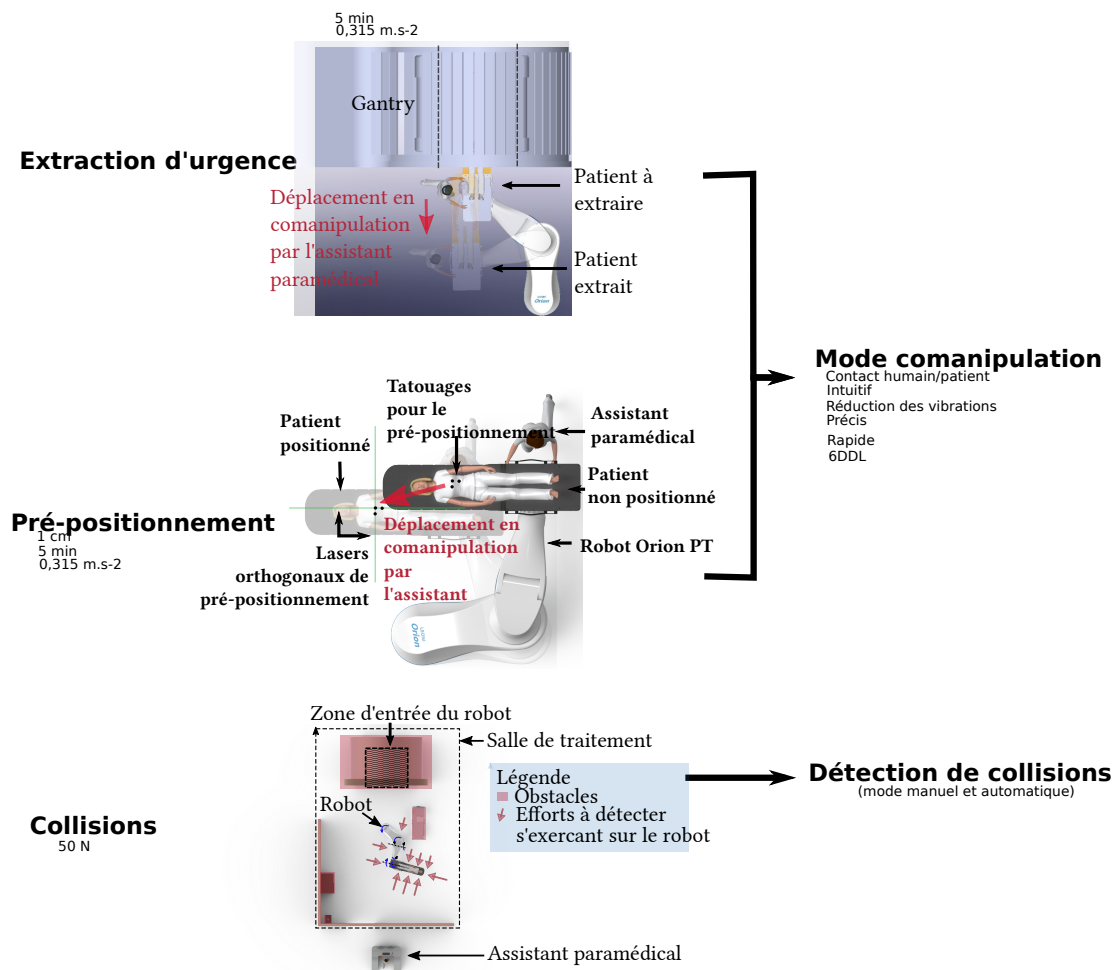 5 min
0,315 m.s-2
Gantry
Extraction d'urgence
Déplacement en
comanipulation
par l'assistant
paramédical
Patient à
extraire
Patient
extrait
Orion
Mode comanipulation
Contact humain/patient
Intuitif
Réduction des vibrations
Précis
Rapide
6DDL
Tatouages
pour le
pré-positionnement
Patient
positionné
Assistant
paramédical
Patient
non positionné
Pré-positionnement
1 cm
5 min
0,315 m.s-2
Déplacement en
comanipulation
par
l'assistant
Lasers
orthogonaux de
pré-positionnement
Robot Orion PT
Orion
Zone d'entrée du robot
Salle de traitement
Légende
Obstacles
Efforts à détecter
s'exercant sur le robot
Détection de collisions
(mode manuel et automatique)
Robot
Collisions
50 N
Assistant paramédical